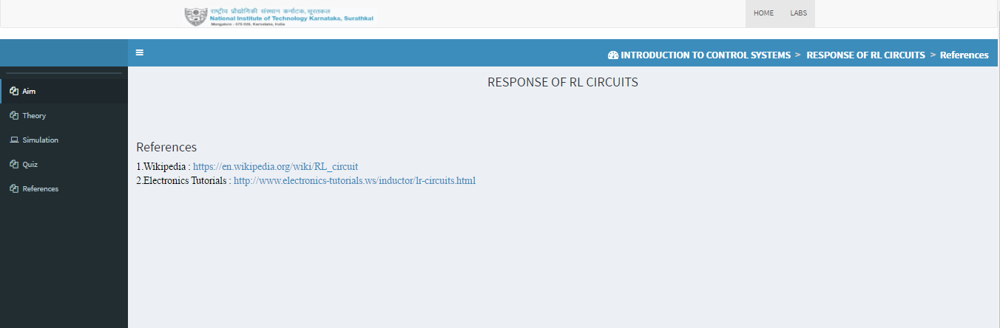 राष्ट्रीय प्रौद्योगिकी संस्थान कर्नाटक, सूरतकल
National Institute of Technology Karnataka, Surathkal
Mangalore - 575 025, Karnataka, India
HOME LABS
INTRODUCTION TO CONTROL SYSTEMS > RESPONSE OF RL CIRCUITS > References
RESPONSE OF RL CIRCUITS
Aim
Theory
Simulation
Quiz
References
References
1.Wikipedia : https://en.wikipedia.org/wiki/RL_circuit
2.Electronics Tutorials : http://www.electronics-tutorials.ws/inductor/lr-circuits.html